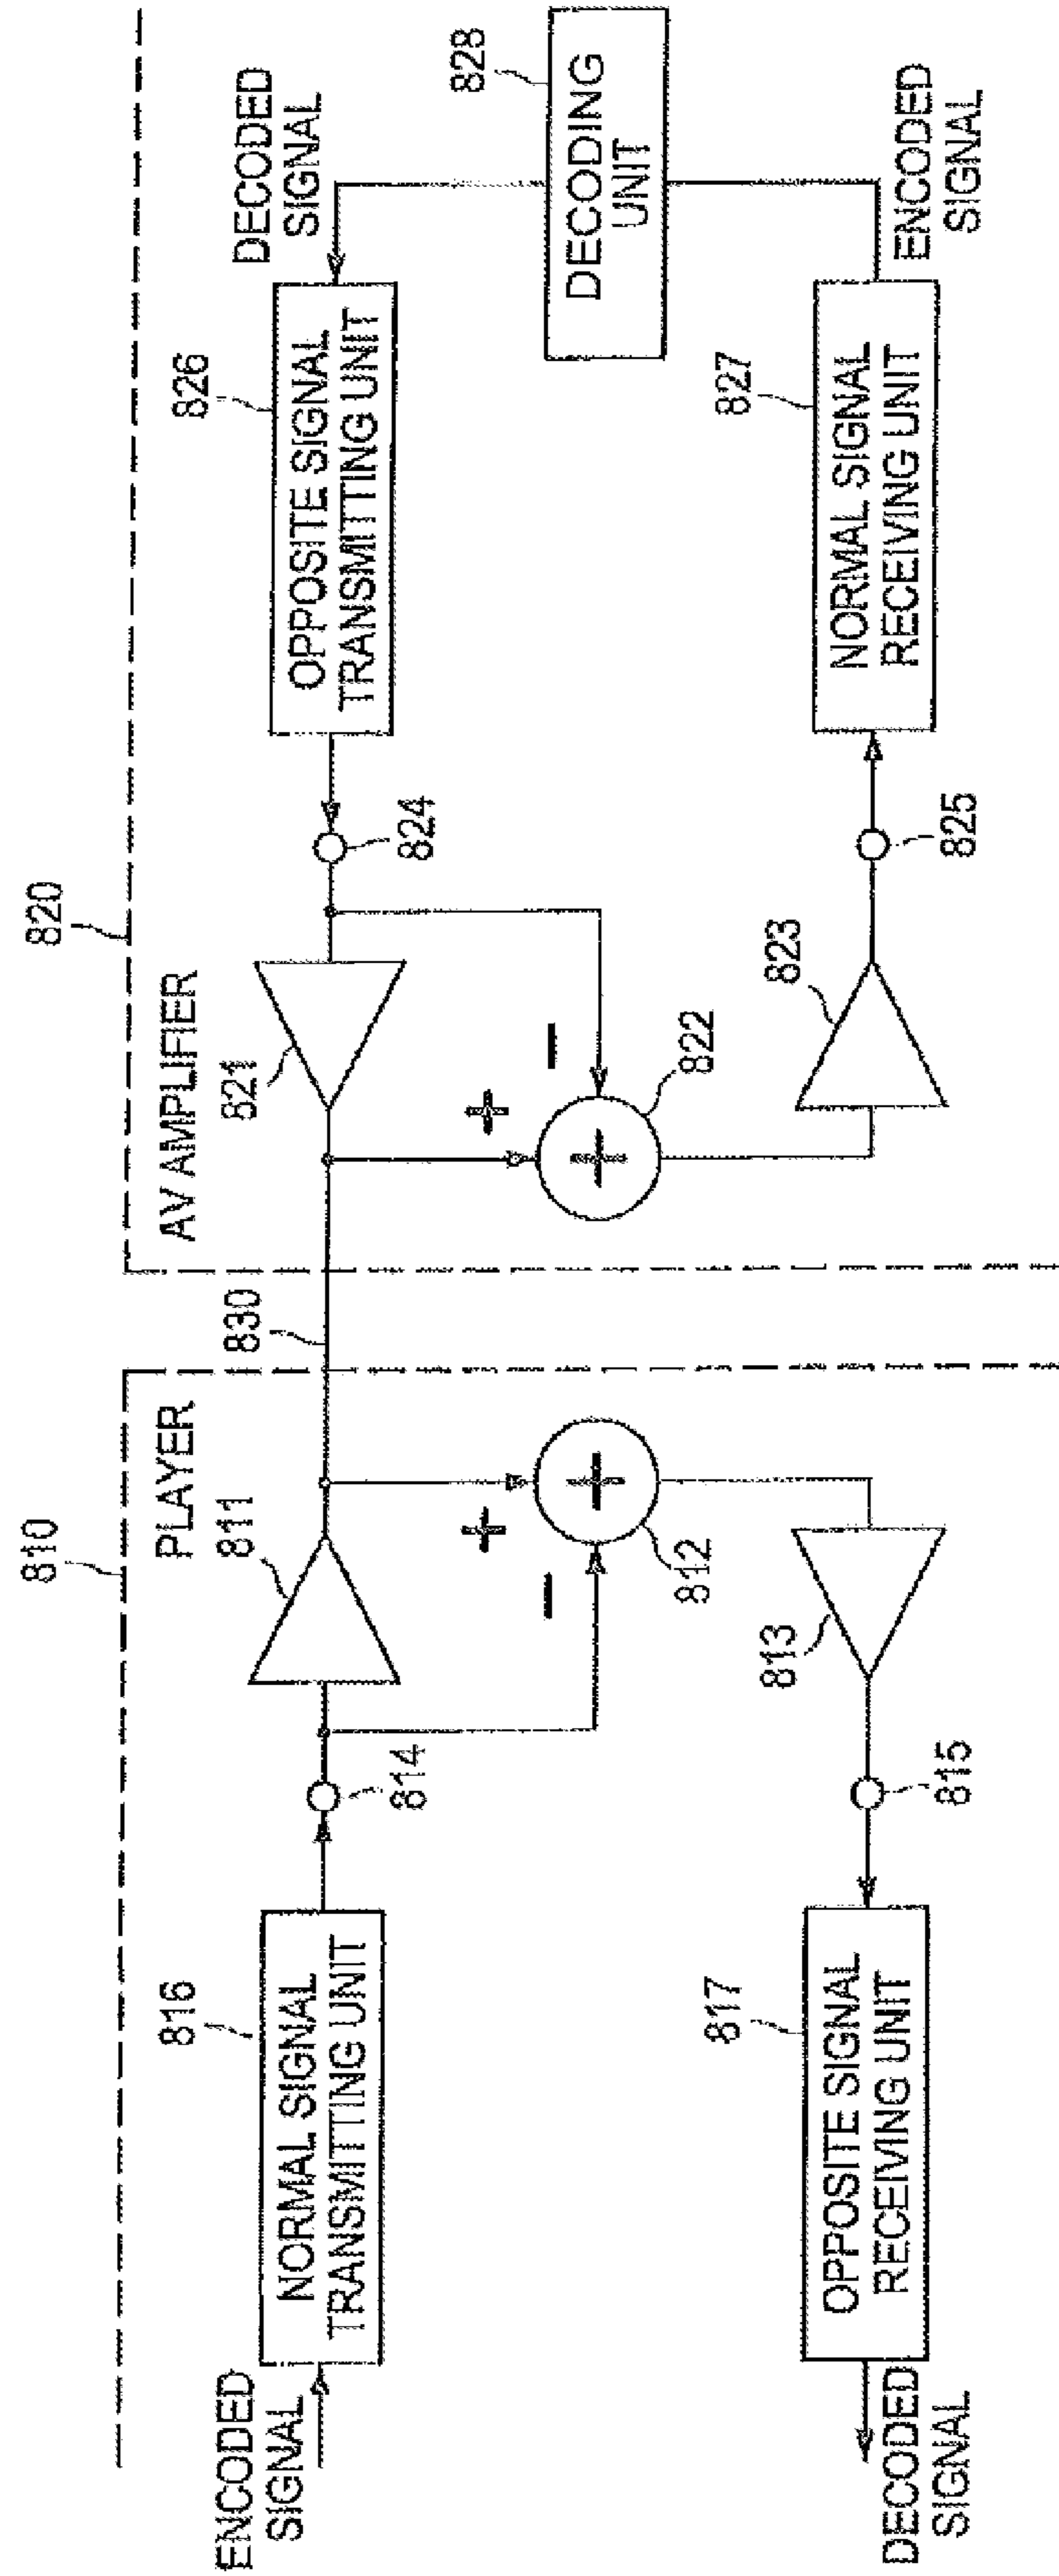 810
PLAYER
820
AV AMPLIFIER
816
NORMAL SIGNAL
TRANSMITTING UNIT
ENCODED
SIGNAL
814
811
+
−
+
812
813
815
817
OPPOSITE SIGNAL
RECEIVING UNIT
DECODED
SIGNAL
830
821
824
826
OPPOSITE SIGNAL
TRANSMITTING UNIT
DECODED
SIGNAL
+
−
+
822
828
DECODING
UNIT
823
825
827
NORMAL SIGNAL
RECEIVING UNIT
ENCODED
SIGNAL